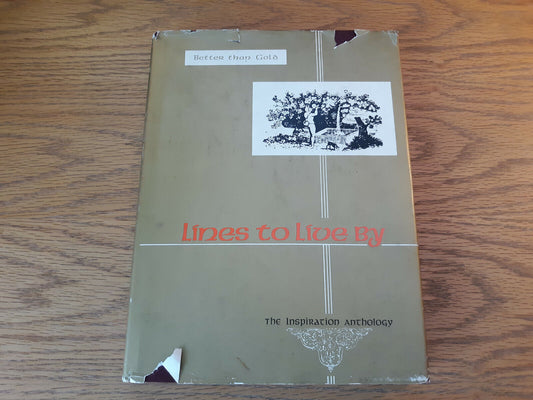 Better than Gold
Lines to Live By
The Inspiration Anthology